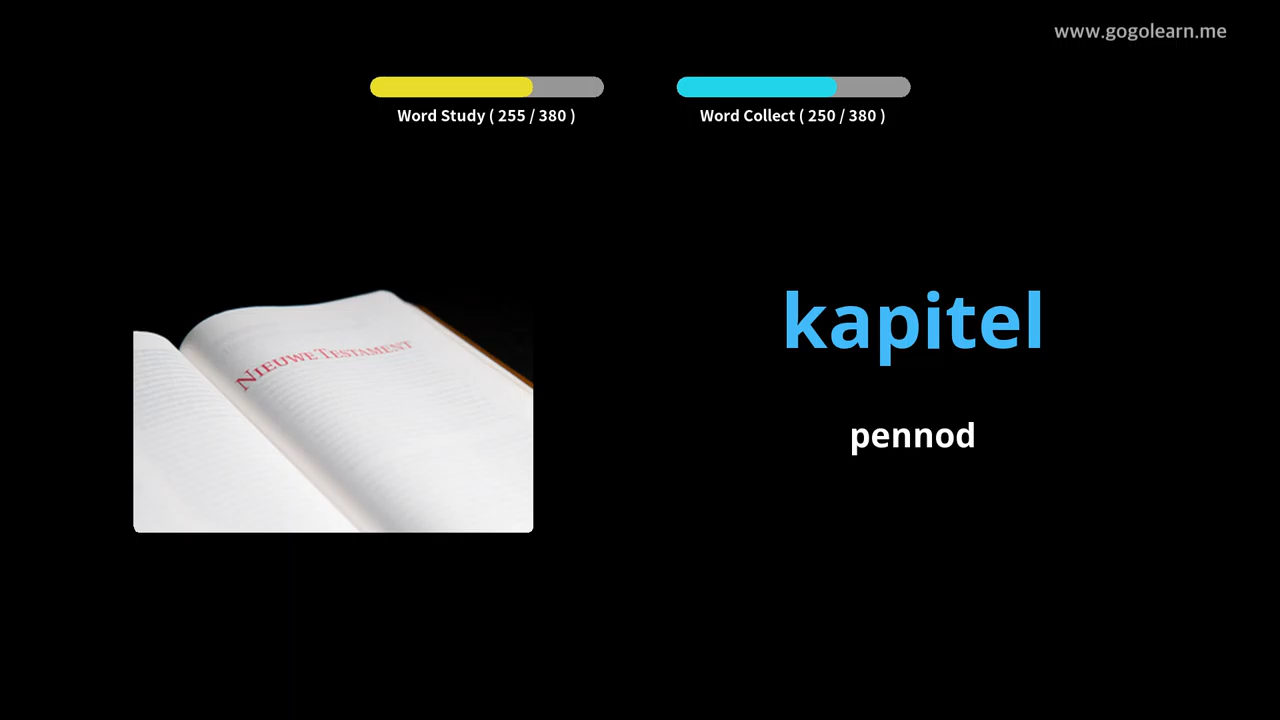 www.gogolearn.me
Word Study ( 255 / 380 )
Word Collect ( 250 / 380 )
kapitel
NIEUWE TESTAMENT
pennod